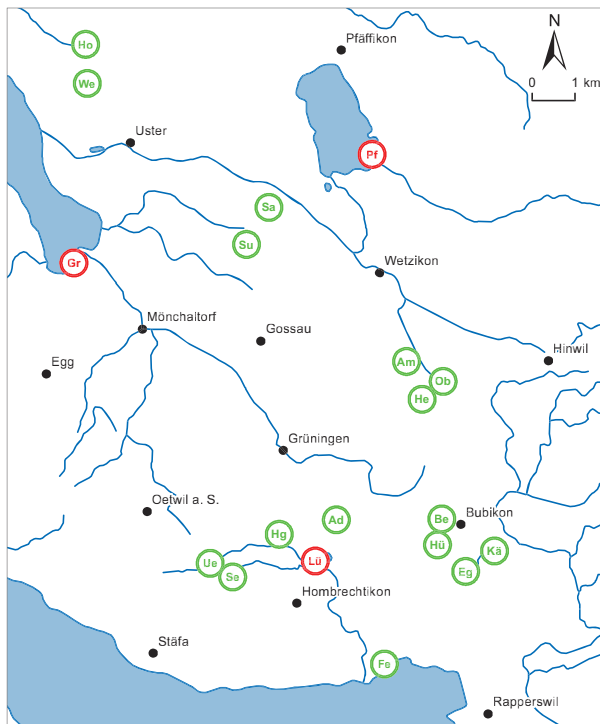 Ho
Pfäffikon
N
We
0 1 km
Uster
Pf
Sa
Su
Gr
Wetzikon
Mönchaltorf
Gossau
Hinwil
Egg
Am
Ob
He
Grüningen
Oetwil a. S.
Ad
Be
Bubikon
Hg
Hü
Kä
Ue
Se
Lü
Eg
Hombrechtikon
Stäfa
Fe
Rapperswil